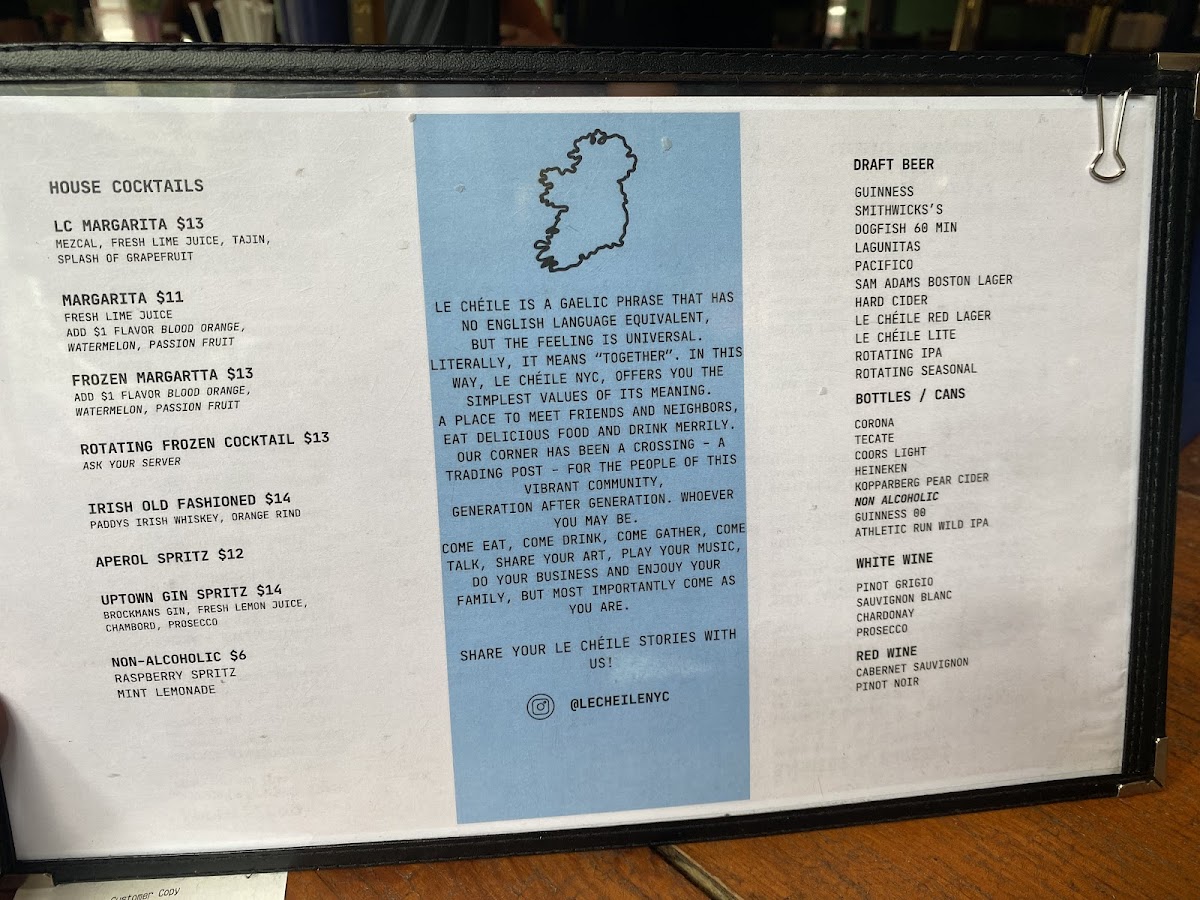 HOUSE COCKTAILS
LC MARGARITA $13
MEZCAL, FRESH LIME JUICE, TAJIN,
SPLASH OF GRAPEFRUIT
MARGARITA $11
FRESH LIME JUICE
ADD $1 FLAVOR BLOOD ORANGE,
WATERMELON, PASSION FRUIT
FROZEN MARGARTTA $13
ADD $1 FLAVOR BLOOD ORANGE,
WATERMELON, PASSION FRUIT
ROTATING FROZEN COCKTAIL $13
ASK YOUR SERVER
IRISH OLD FASHIONED $14
PADDYS IRISH WHISKEY, ORANGE RIND
APEROL SPRITZ $12
UPTOWN GIN SPRITZ $14
BROCKMANS GIN, FRESH LEMON JUICE,
CHAMBORD, PROSECCO
NON-ALCOHOLIC $6
RASPBERRY SPRITZ
MINT LEMONADE
LE CHÉILE IS A GAELIC PHRASE THAT HAS
NO ENGLISH LANGUAGE EQUIVALENT,
BUT THE FEELING IS UNIVERSAL.
LITERALLY, IT MEANS “TOGETHER”. IN THIS
WAY, LE CHÉILE NYC, OFFERS YOU THE
SIMPLEST VALUES OF ITS MEANING.
A PLACE TO MEET FRIENDS AND NEIGHBORS,
EAT DELICIOUS FOOD AND DRINK MERRILY.
OUR CORNER HAS BEEN A CROSSING – A
TRADING POST – FOR THE PEOPLE OF THIS
VIBRANT COMMUNITY,
GENERATION AFTER GENERATION. WHOEVER
YOU MAY BE.
COME EAT, COME DRINK, COME GATHER, COME
TALK, SHARE YOUR ART, PLAY YOUR MUSIC,
DO YOUR BUSINESS AND ENJOUY YOUR
FAMILY, BUT MOST IMPORTANTLY COME AS
YOU ARE.
SHARE YOUR LE CHÉILE STORIES WITH
US!
@LECHEILENYC
DRAFT BEER
GUINNESS
SMITHWICKS'S
DOGFISH 60 MIN
LAGUNITAS
PACIFICO
SAM ADAMS BOSTON LAGER
HARD CIDER
LE CHÉILE RED LAGER
LE CHÉILE LITE
ROTATING IPA
ROTATING SEASONAL
BOTTLES / CANS
CORONA
TECATE
COORS LIGHT
HEINEKEN
KOPPARBERG PEAR CIDER
NON ALCOHOLIC
GUINNESS 00
ATHLETIC RUN WILD IPA
WHITE WINE
PINOT GRIGIO
SAUVIGNON BLANC
CHARDONAY
PROSECCO
RED WINE
CABERNET SAUVIGNON
PINOT NOIR
Customer Copy